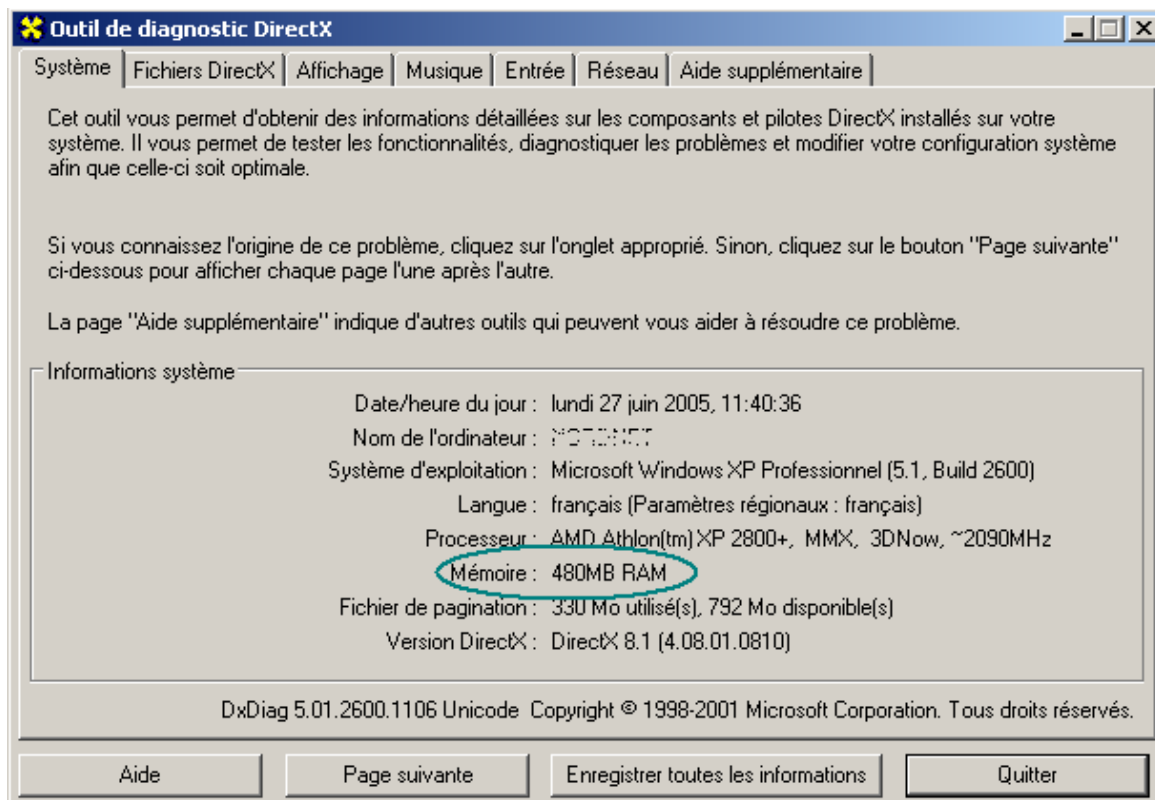 Outil de diagnostic DirectX
Système Fichiers DirectX Affichage Musique Entrée Réseau Aide supplémentaire
Cet outil vous permet d'obtenir des informations détaillées sur les composants et pilotes DirectX installés sur votre
système. Il vous permet de tester les fonctionnalités, diagnostiquer les problèmes et modifier votre configuration système
afin que celle-ci soit optimale.
Si vous connaissez l'origine de ce problème, cliquez sur l'onglet approprié. Sinon, cliquez sur le bouton "Page suivante"
ci-dessous pour afficher chaque page l'une après l'autre.
La page "Aide supplémentaire" indique d'autres outils qui peuvent vous aider à résoudre ce problème.
Informations système
Date/heure du jour : lundi 27 juin 2005, 11:40:36
Nom de l'ordinateur :
Système d'exploitation : Microsoft Windows XP Professionnel (5.1, Build 2600)
Langue : français (Paramètres régionaux : français)
Processeur : AMD Athlon(tm) XP 2800+, MMX, 3DNow, ~2090MHz
Mémoire : 480MB RAM
Fichier de pagination : 330 Mo utilisé(s), 792 Mo disponible(s)
Version DirectX : DirectX 8.1 (4.08.01.0810)
DxDiag 5.01.2600.1106 Unicode Copyright © 1998-2001 Microsoft Corporation. Tous droits réservés.
Aide Page suivante Enregistrer toutes les informations Quitter